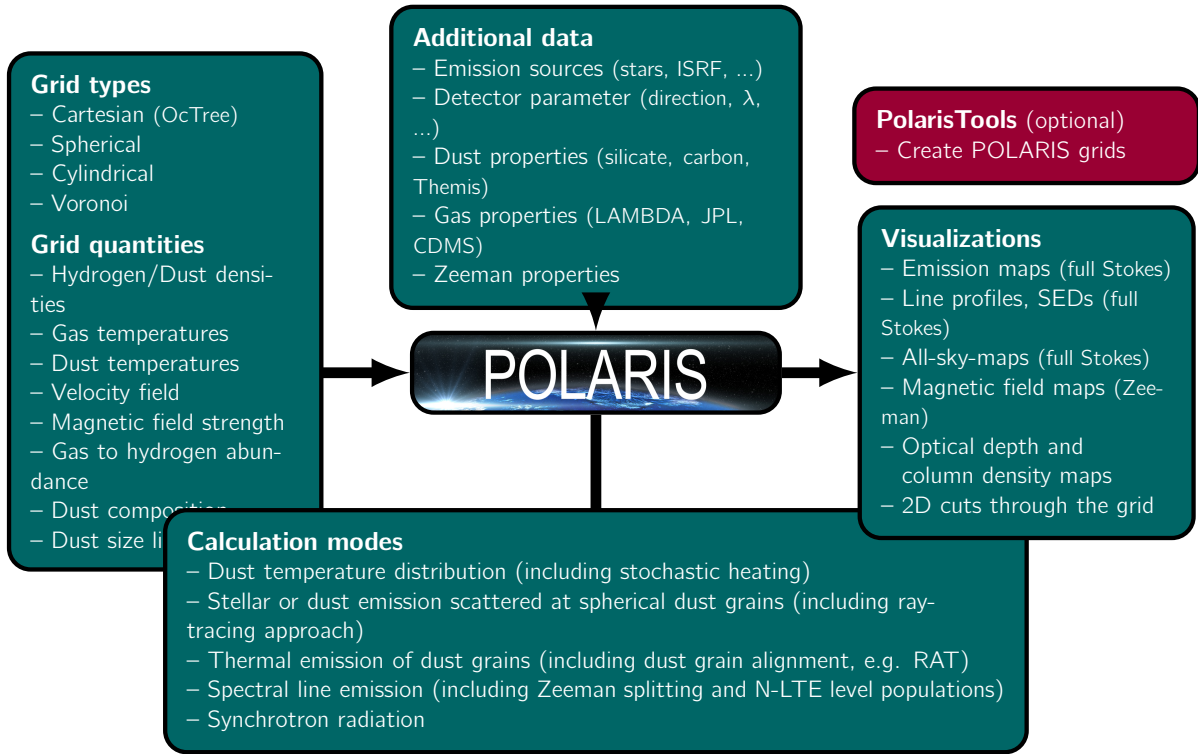 Grid types
– Cartesian (OcTree)
– Spherical
– Cylindrical
– Voronoi
Grid quantities
– Hydrogen/Dust densi-
ties
– Gas temperatures
– Dust temperatures
– Velocity field
– Magnetic field strength
– Gas to hydrogen abun-
dance
– Dust composition
– Dust size li
Additional data
– Emission sources (stars, ISRF, ...)
– Detector parameter (direction, λ,
...)
– Dust properties (silicate, carbon,
Themis)
– Gas properties (LAMBDA, JPL,
CDMS)
– Zeeman properties
POLARIS
PolarisTools (optional)
– Create POLARIS grids
Visualizations
– Emission maps (full Stokes)
– Line profiles, SEDs (full
Stokes)
– All-sky-maps (full Stokes)
– Magnetic field maps (Zee-
man)
– Optical depth and
column density maps
– 2D cuts through the grid
Calculation modes
– Dust temperature distribution (including stochastic heating)
– Stellar or dust emission scattered at spherical dust grains (including ray-
tracing approach)
– Thermal emission of dust grains (including dust grain alignment, e.g. RAT)
– Spectral line emission (including Zeeman splitting and N-LTE level populations)
– Synchrotron radiation